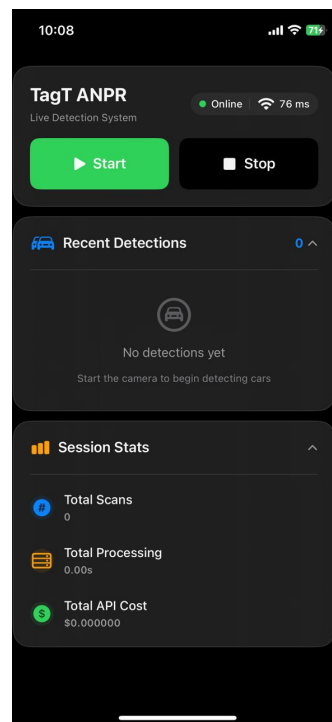 10:08
71
TagT ANPR
Online
76 ms
Live Detection System
Start
Stop
Recent Detections
0
No detections yet
Start the camera to begin detecting cars
Session Stats
#
Total Scans
0
Total Processing
0.00s
$
Total API Cost
$0.000000